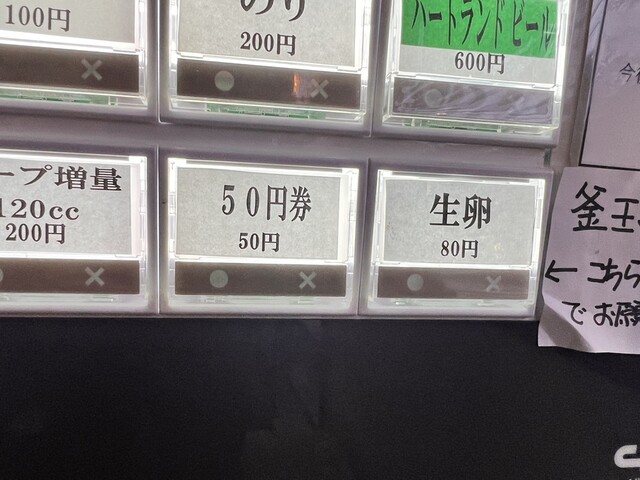 100円
のり
200円
ハートランドビール
600円
ープ増量
120cc
200円
50円券
50円
生卵
80円
釜玉
← こちら
でお願